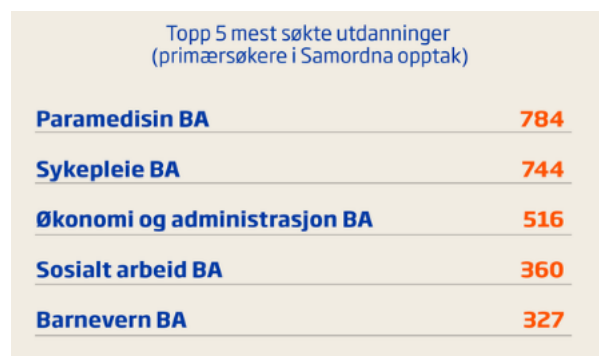 Topp 5 mest søkte utdanninger
(primærsøkere i Samordna opptak)
Paramedisin BA 784
Sykepleie BA 744
Økonomi og administrasjon BA 516
Sosialt arbeid BA 360
Barnevern BA 327